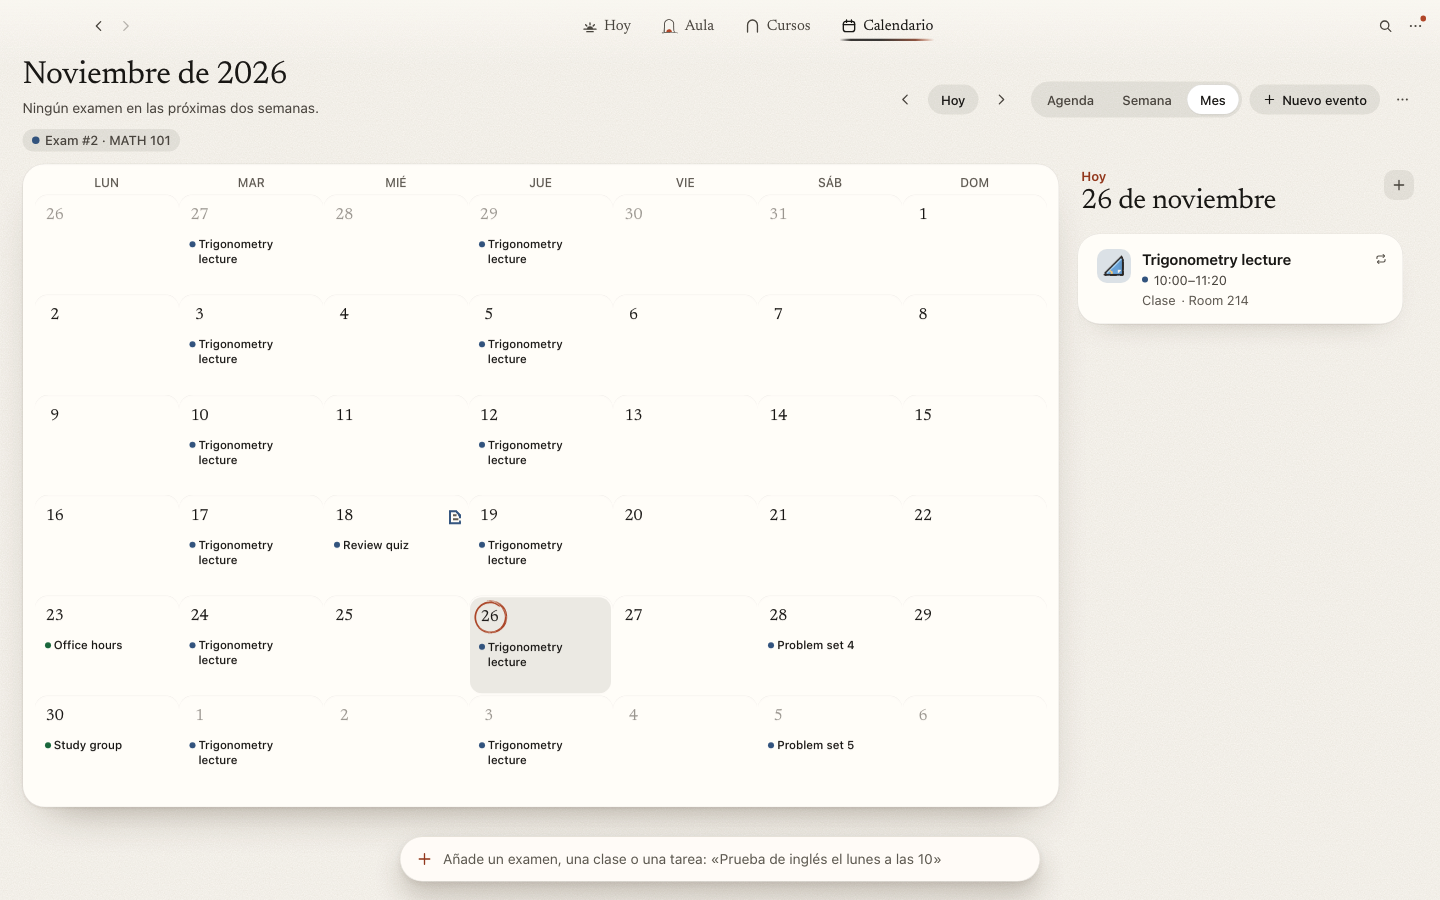 Hoy
Aula
Cursos
Calendario
Noviembre de 2026
Ningún examen en las próximas dos semanas.
Exam #2 · MATH 101
Hoy
Agenda
Semana
Mes
Nuevo evento
LUN MAR MIÉ JUE VIE SÁB DOM
26 27 28 29 30 31 1
Trigonometry lecture
Trigonometry lecture
2 3 4 5 6 7 8
Trigonometry lecture
Trigonometry lecture
9 10 11 12 13 14 15
Trigonometry lecture
Trigonometry lecture
16 17 18 19 20 21 22
Trigonometry lecture
Review quiz
Trigonometry lecture
23 24 25 26 27 28 29
Office hours
Trigonometry lecture
Trigonometry lecture
Problem set 4
30 1 2 3 4 5 6
Study group
Trigonometry lecture
Trigonometry lecture
Problem set 5
Hoy
26 de noviembre
Trigonometry lecture
10:00–11:20
Clase · Room 214
Añade un examen, una clase o una tarea: «Prueba de inglés el lunes a las 10»